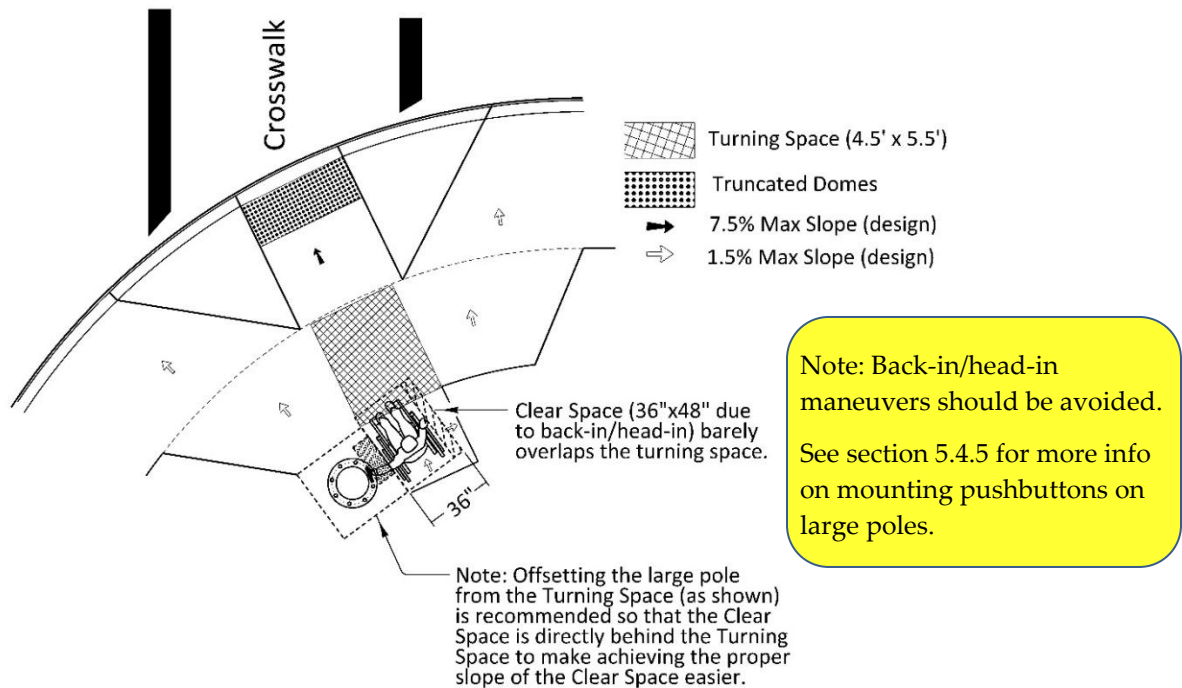 Crosswalk
Turning Space (4.5' x 5.5')
Truncated Domes
7.5% Max Slope (design)
1.5% Max Slope (design)
Note: Back-in/head-in
maneuvers should be avoided.
See section 5.4.5 for more info
on mounting pushbuttons on
large poles.
Clear Space (36"x48" due
to back-in/head-in) barely
overlaps the turning space.
36"
Note: Offsetting the large pole
from the Turning Space (as shown)
is recommended so that the Clear
Space is directly behind the Turning
Space to make achieving the proper
slope of the Clear Space easier.